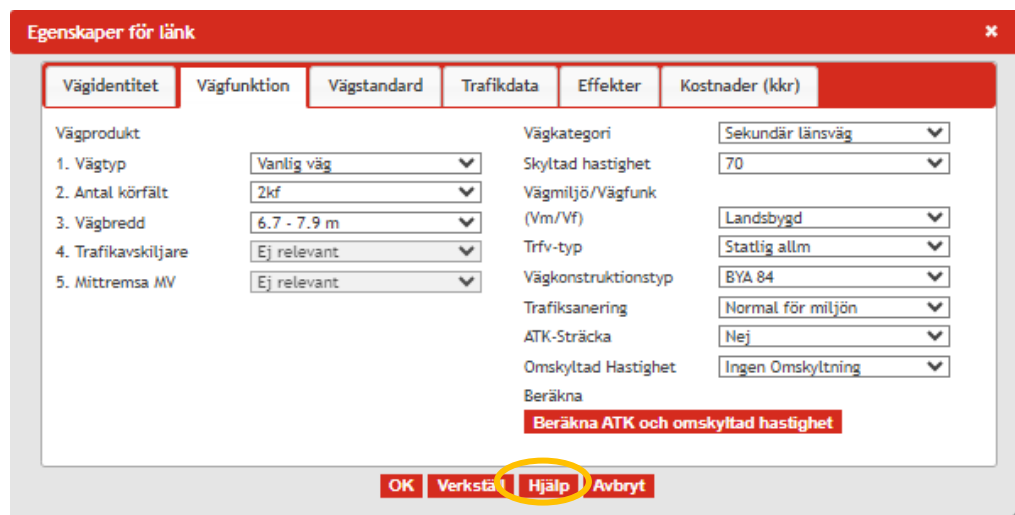 Egenskaper för länk
Vägidentitet Vägfunktion Vägstandard Trafikdata Effekter Kostnader (kkr)
Vägprodukt
1. Vägtyp Vanlig väg
2. Antal körfält 2kf
3. Vägbredd 6.7 - 7.9 m
4. Trafikavskiljare Ej relevant
5. Mittremsa MV Ej relevant
Vägkategori Sekundär länsväg
Skyltad hastighet 70
Vägmiljö/Vägfunk
(Vm/Vf) Landsbygd
Trfv-typ Statlig allm
Vägkonstruktionstyp BYA 84
Trafiksanering Normal för miljön
ATK-Sträcka Nej
Omskyltad Hastighet Ingen Omskyltning
Beräkna
Beräkna ATK och omskyltad hastighet
OK Verkställ Hjälp Avbryt